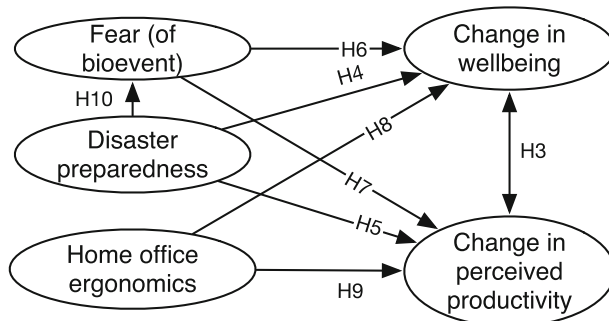 Fear (of
bioevent)
H6
Change in
wellbeing
H4
H10
H8
Disaster
preparedness
H3
H7
H5
Home office
ergonomics
H9
Change in
perceived
productivity